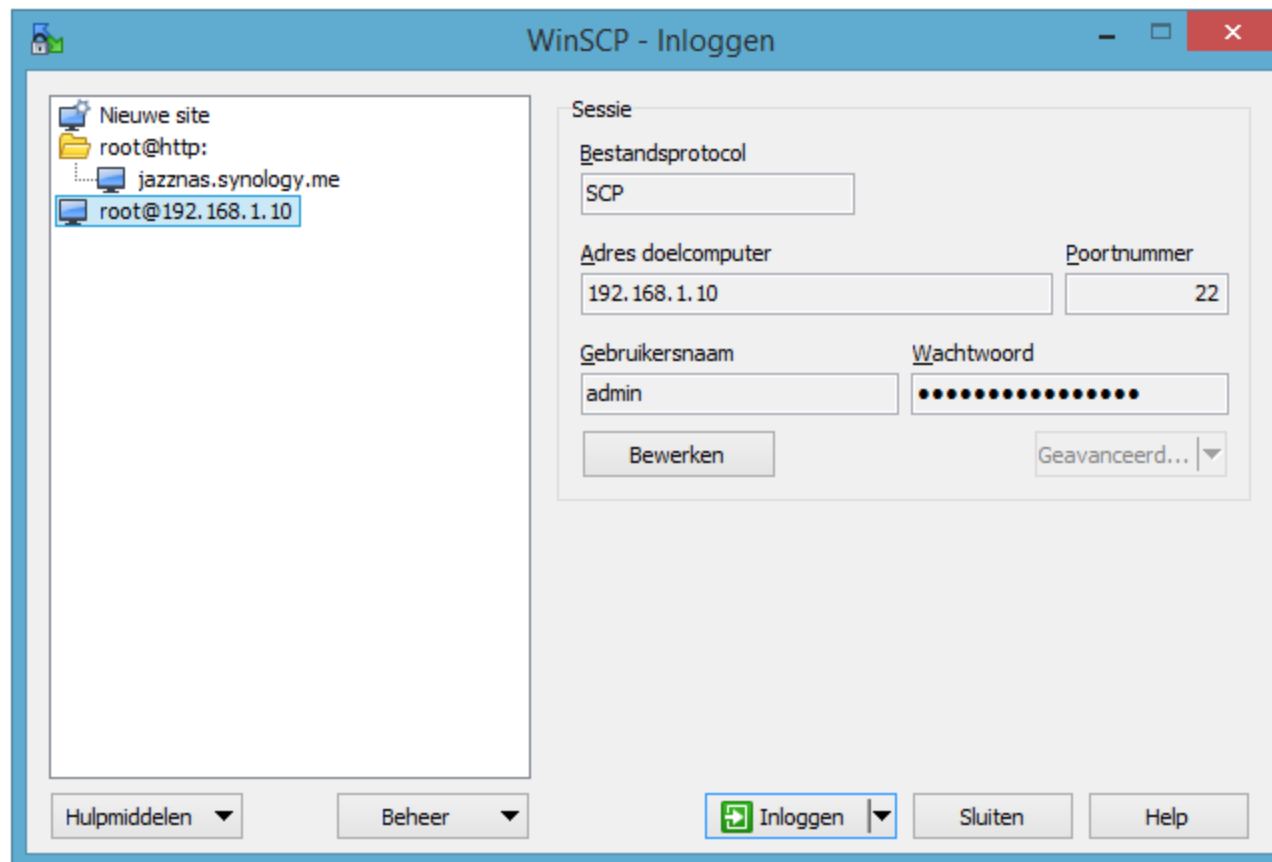 WinSCP - Inloggen
Nieuwe site
root@http:
jazznas.synology.me
root@192.168.1.10
Sessie
Bestandsprotocol
SCP
Adres doelcomputer Poortnummer
192.168.1.10 22
Gebruikersnaam Wachtwoord
admin ••••••••••••••••
Bewerken Geavanceerd...
Hulpmiddelen Beheer Inloggen Sluiten Help